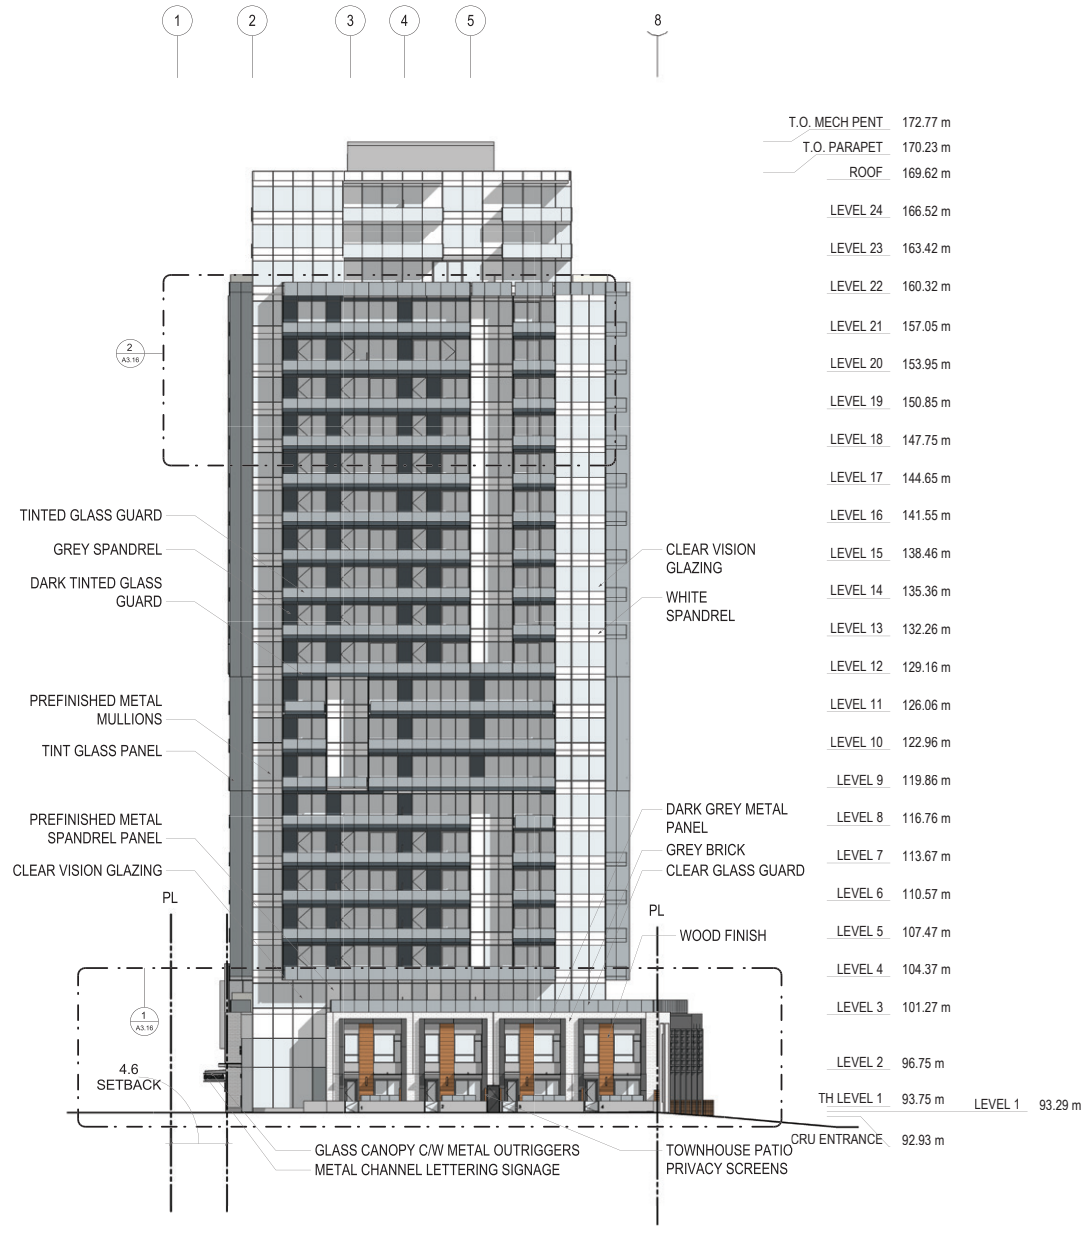 1 2 3 4 5 8
T.O. MECH PENT 172.77 m
T.O. PARAPET 170.23 m
ROOF 169.62 m
LEVEL 24 166.52 m
LEVEL 23 163.42 m
LEVEL 22 160.32 m
LEVEL 21 157.05 m
2
A3.16
LEVEL 20 153.95 m
LEVEL 19 150.85 m
LEVEL 18 147.75 m
LEVEL 17 144.65 m
TINTED GLASS GUARD
LEVEL 16 141.55 m
GREY SPANDREL
CLEAR VISION
GLAZING
LEVEL 15 138.46 m
DARK TINTED GLASS
GUARD
WHITE
SPANDREL
LEVEL 14 135.36 m
LEVEL 13 132.26 m
LEVEL 12 129.16 m
PREFINISHED METAL
MULLIONS
LEVEL 11 126.06 m
TINT GLASS PANEL
LEVEL 10 122.96 m
LEVEL 9 119.86 m
PREFINISHED METAL
SPANDREL PANEL
DARK GREY METAL
PANEL
LEVEL 8 116.76 m
GREY BRICK
LEVEL 7 113.67 m
CLEAR VISION GLAZING
CLEAR GLASS GUARD
LEVEL 6 110.57 m
PL
PL
WOOD FINISH
LEVEL 5 107.47 m
LEVEL 4 104.37 m
LEVEL 3 101.27 m
1
A3.16
4.6
SETBACK
LEVEL 2 96.75 m
TH LEVEL 1 93.75 m
LEVEL 1 93.29 m
CRU ENTRANCE 92.93 m
GLASS CANOPY C/W METAL OUTRIGGERS
METAL CHANNEL LETTERING SIGNAGE
TOWNHOUSE PATIO
PRIVACY SCREENS